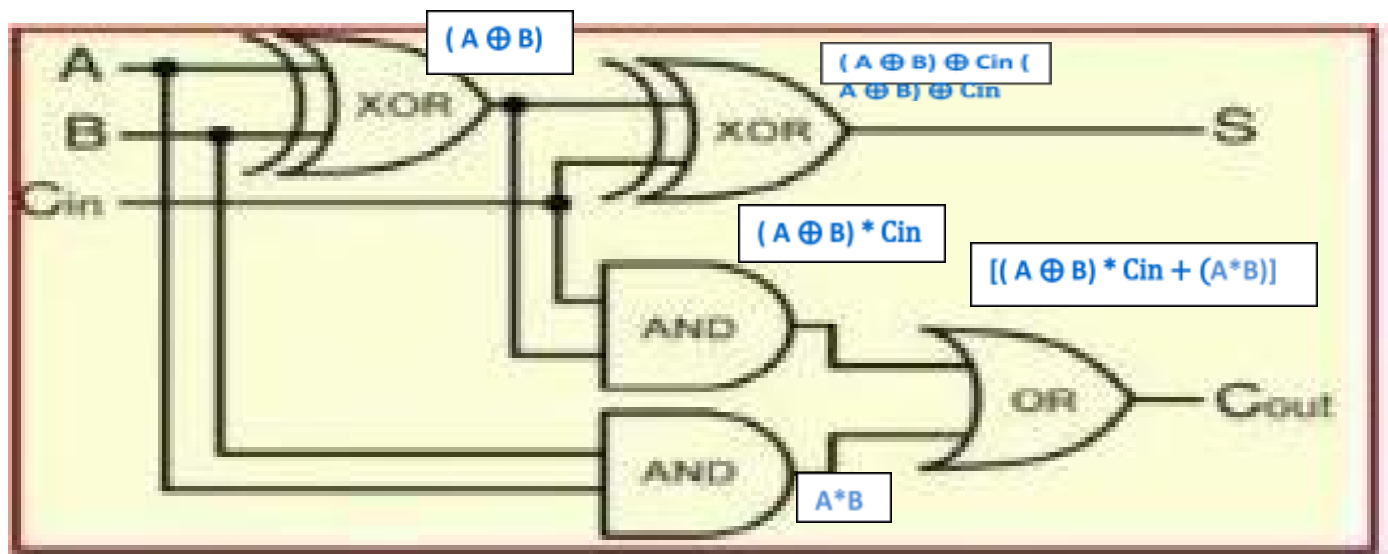 ( A ⊕ B)
( A ⊕ B) ⊕ Cin (
A ⊕ B) ⊕ Cin
A
XOR
B
XOR
S
Cin
( A ⊕ B) * Cin
[( A ⊕ B) * Cin + (A*B)]
AND
OR
Cout
AND
A*B